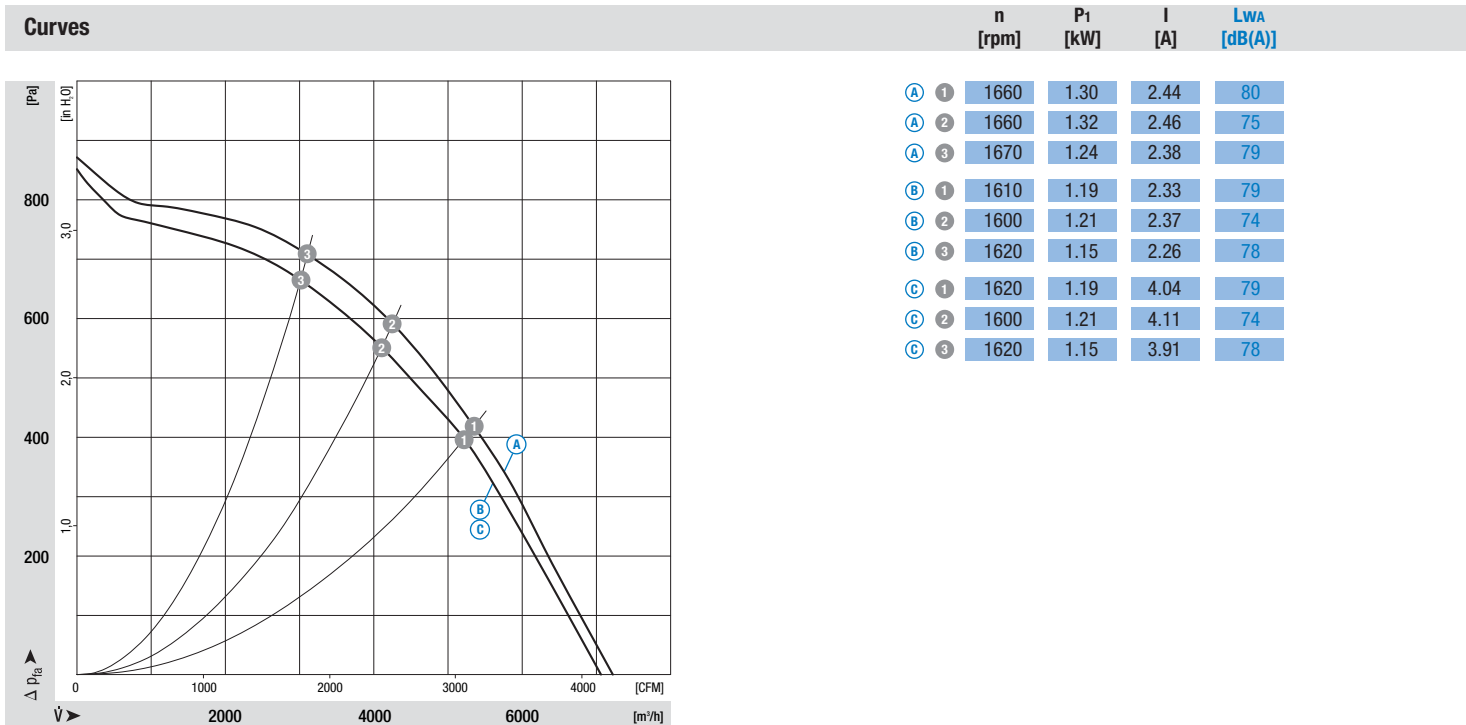 Curves
n P1 I LWA
[rpm] [kW] [A] [dB(A)]
[Pa] [in H2O]
800
3,0
600
2,0
400
1,0
200
Δ pfa ➤
0 1000 2000 3000 4000 [CFM]
V̇ ➤ 2000 4000 6000 [m³/h]
3
3
2
2
1
1
A
B
C
A 1 1660 1.30 2.44 80
A 2 1660 1.32 2.46 75
A 3 1670 1.24 2.38 79
B 1 1610 1.19 2.33 79
B 2 1600 1.21 2.37 74
B 3 1620 1.15 2.26 78
C 1 1620 1.19 4.04 79
C 2 1600 1.21 4.11 74
C 3 1620 1.15 3.91 78